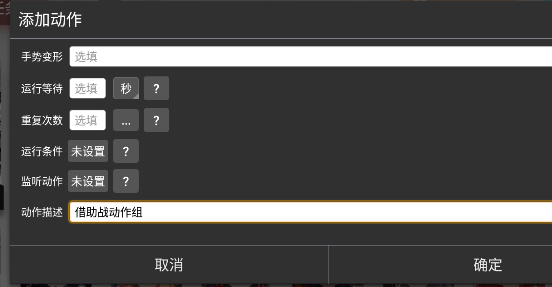 添加动作
手势变形 选填
运行等待 选填 秒 ?
重复次数 选填 ... ?
运行条件 未设置 ?
监听动作 未设置 ?
动作描述 借助战动作组
取消 确定